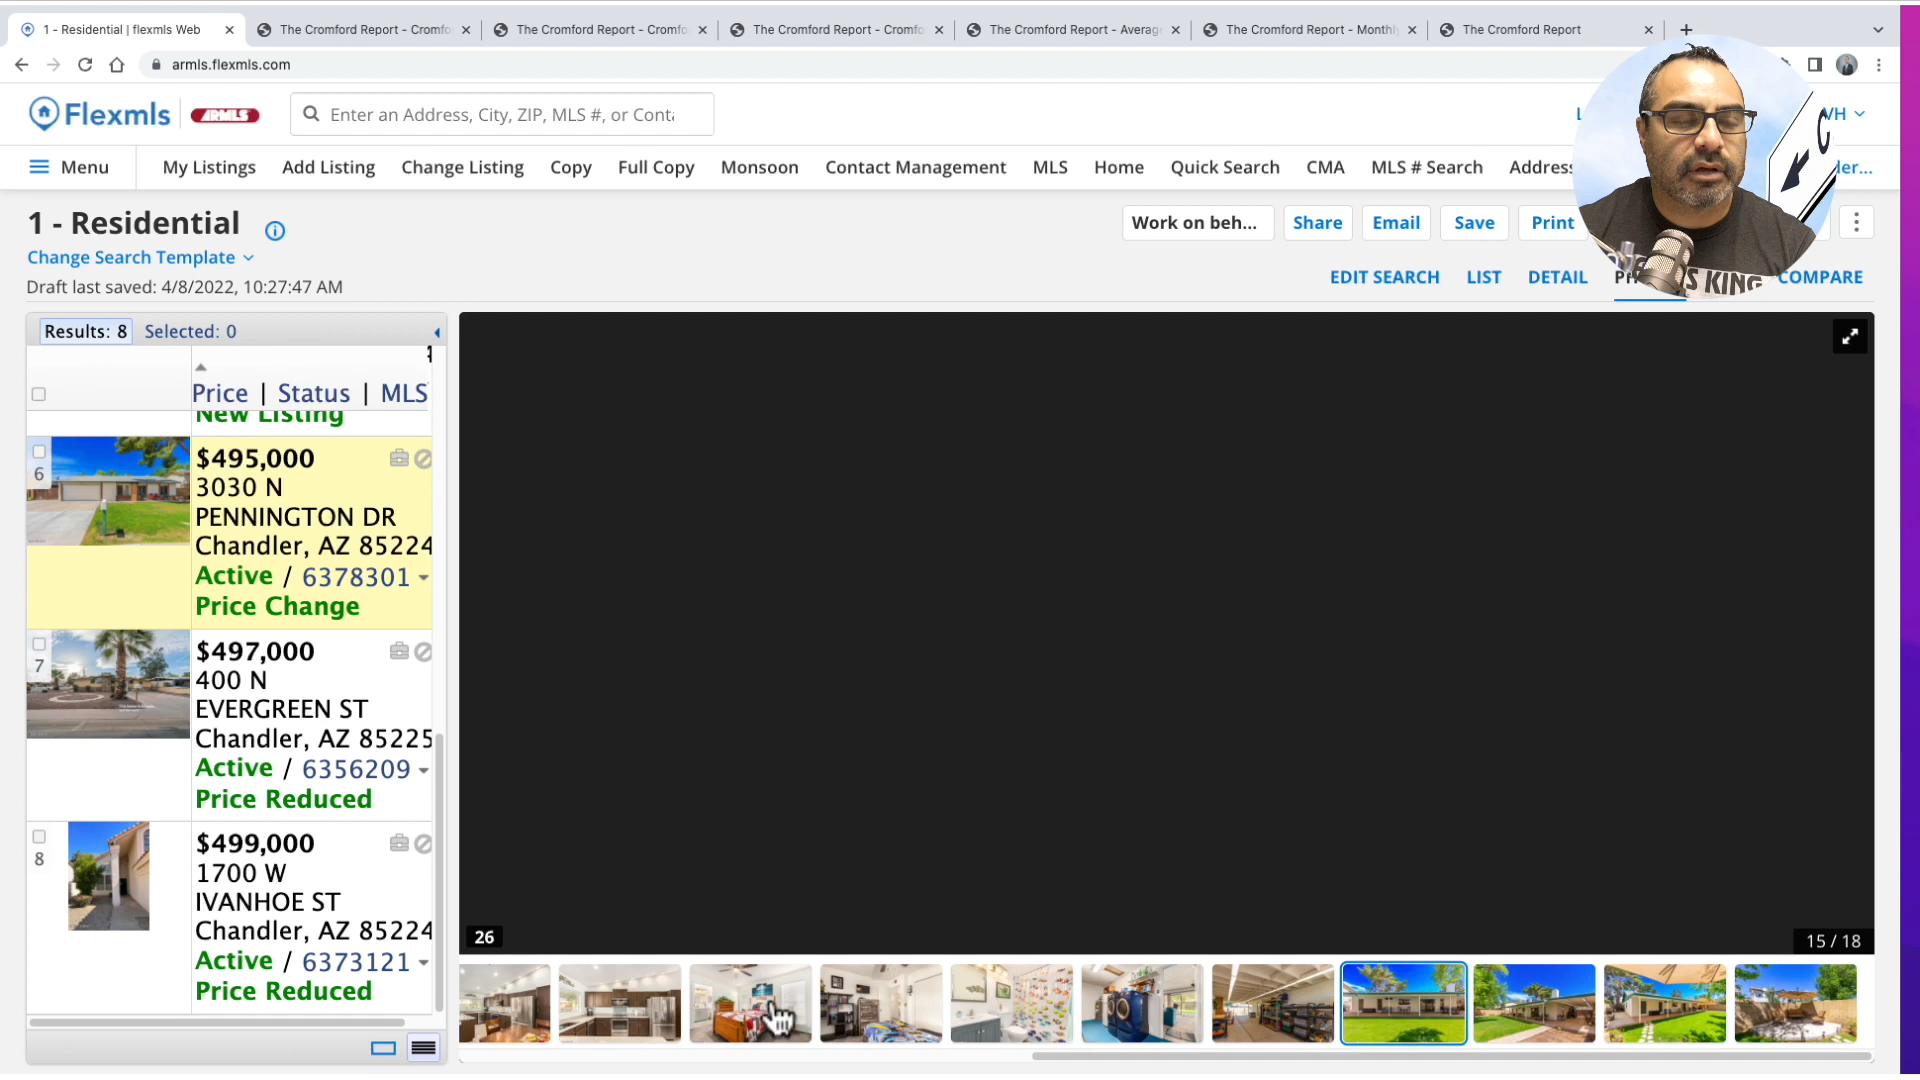 1 - Residential | flexmls Web
The Cromford Report - Cromfo
The Cromford Report - Cromfo
The Cromford Report - Cromfo
The Cromford Report - Average
The Cromford Report - Monthly
The Cromford Report
armls.flexmls.com
Flexmls
ARMLS
Enter an Address, City, ZIP, MLS #, or Conta
VH
Menu
My Listings
Add Listing
Change Listing
Copy
Full Copy
Monsoon
Contact Management
MLS
Home
Quick Search
CMA
MLS # Search
Address
der...
1 - Residential
Work on beh...
Share
Email
Save
Print
Change Search Template
Draft last saved: 4/8/2022, 10:27:47 AM
EDIT SEARCH
LIST
DETAIL
COMPARE
S KING
C
Results: 8
Selected: 0
Price | Status | MLS
New Listing
6
$495,000
3030 N
PENNINGTON DR
Chandler, AZ 85224
Active / 6378301
Price Change
7
$497,000
400 N
EVERGREEN ST
Chandler, AZ 85225
Active / 6356209
Price Reduced
8
$499,000
1700 W
IVANHOE ST
Chandler, AZ 85224
Active / 6373121
Price Reduced
26
15 / 18